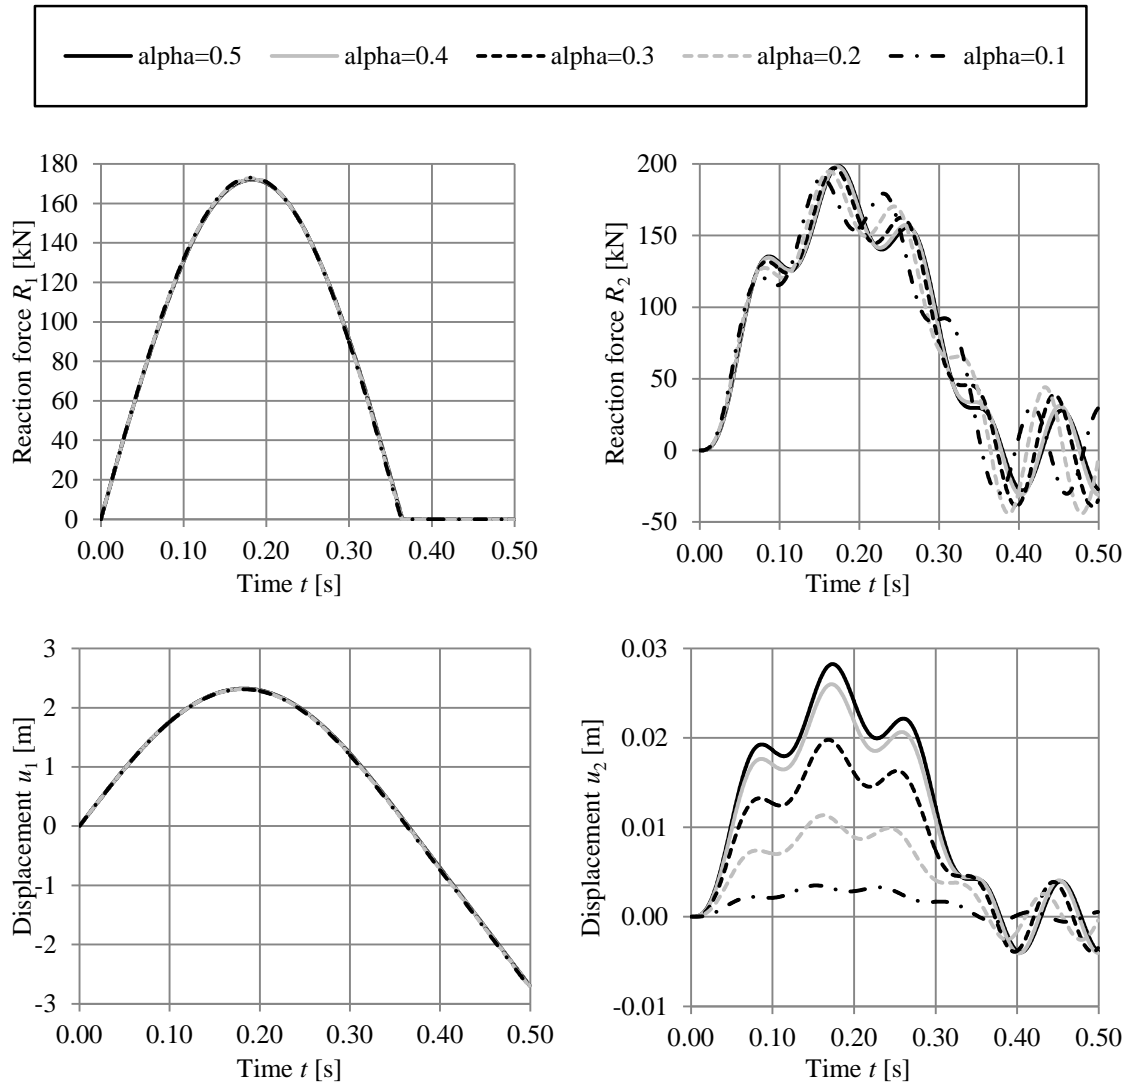 alpha=0.5 alpha=0.4 alpha=0.3 alpha=0.2 alpha=0.1
Reaction force R1 [kN]
180
160
140
120
100
80
60
40
20
0
0.00 0.10 0.20 0.30 0.40 0.50
Time t [s]
Reaction force R2 [kN]
200
150
100
50
0
-50
0.00 0.10 0.20 0.30 0.40 0.50
Time t [s]
Displacement u1 [m]
3
2
1
0
-1
-2
-3
0.00 0.10 0.20 0.30 0.40 0.50
Time t [s]
Displacement u2 [m]
0.03
0.02
0.01
0.00
-0.01
0.00 0.10 0.20 0.30 0.40 0.50
Time t [s]